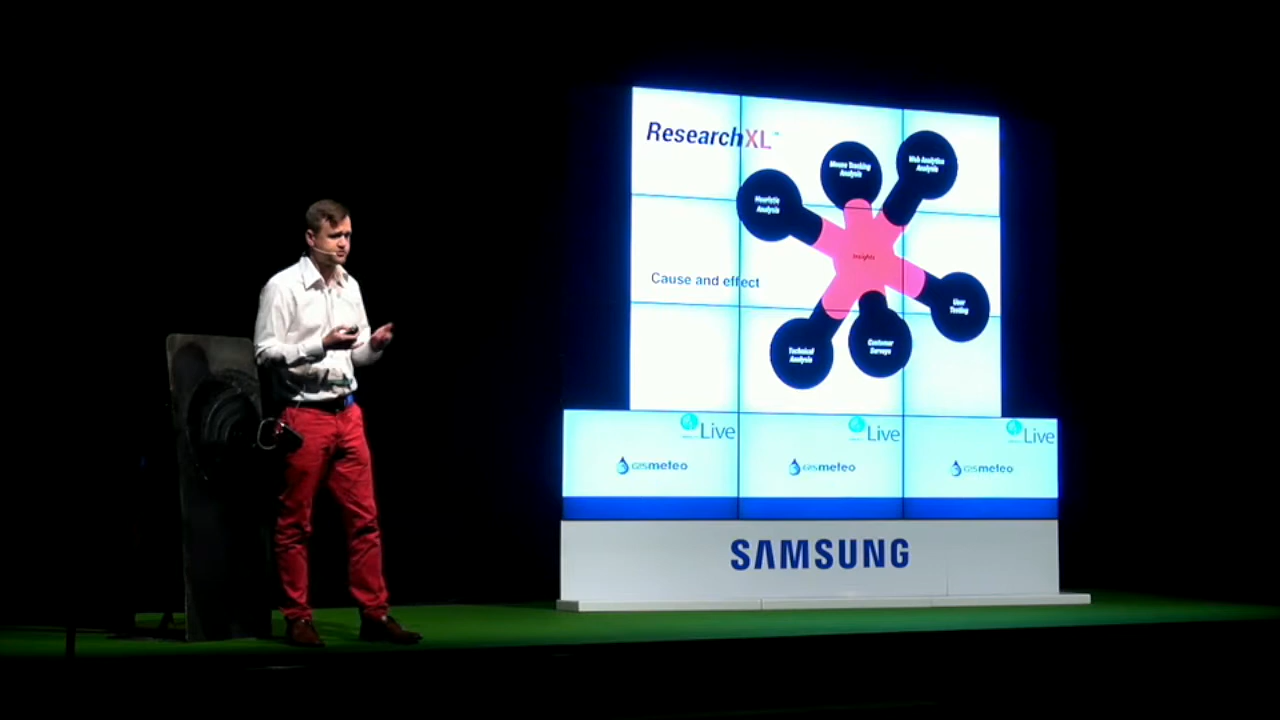 ResearchXL™
Mouse Tracking
Analysis
Web Analytics
Analysis
Heuristic
Analysis
Insights
Cause and effect
User
Testing
Technical
Analysis
Customer
Surveys
Live
Live
Live
GISmeteo
GISmeteo
GISmeteo
SAMSUNG